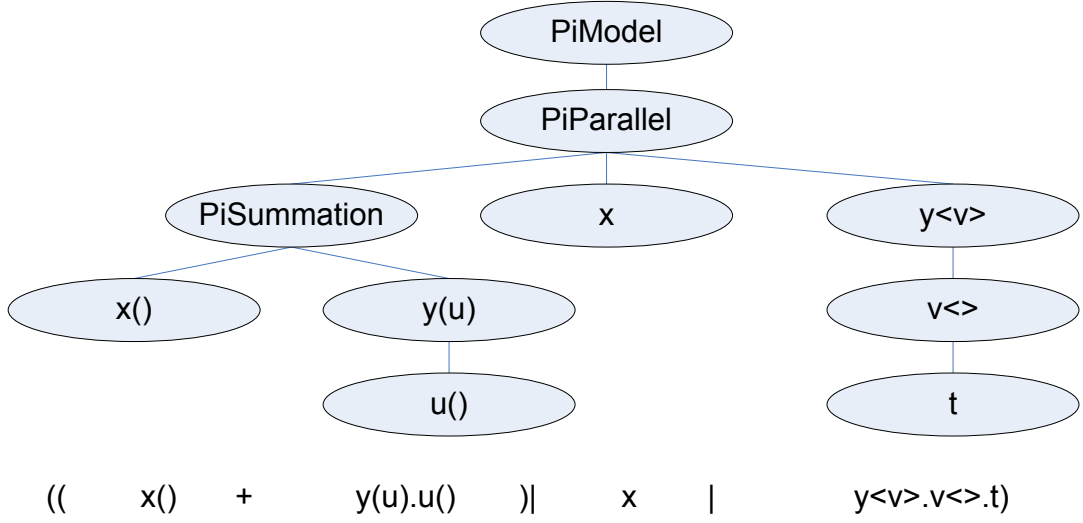 PiModel
PiParallel
PiSummation x y<v>
x() y(u) v<>
u() t
(( x() + y(u).u() )| x | y<v>.v<>.t)